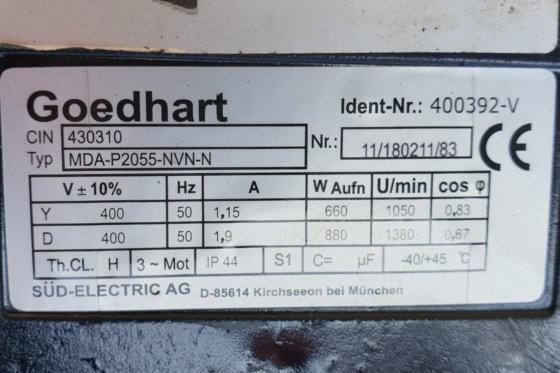 Goedhart
Ident-Nr.: 400392-V
CIN 430310
Typ MDA-P2055-NVN-N
Nr.: 11/180211/83
CE
V ± 10% Hz A W Aufn U/min cos φ
Y 400 50 1,15 660 1050 0,83
D 400 50 1,9 880 1380 0,67
Th.CL. H 3 ~ Mot IP 44 S1 C= µF -40/+45 °C
SÜD-ELECTRIC AG D-85614 Kirchseeon bei München